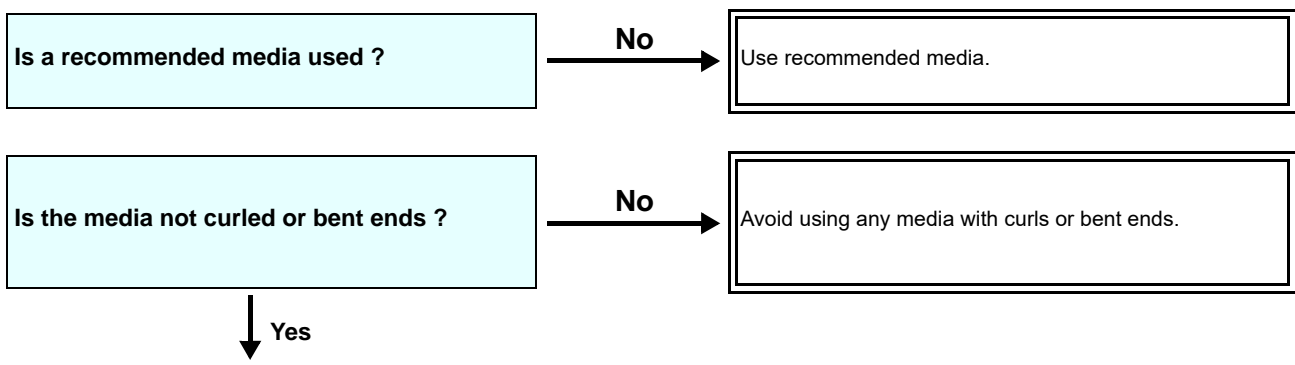 Is a recommended media used ?
No
Use recommended media.
Is the media not curled or bent ends ?
No
Avoid using any media with curls or bent ends.
Yes